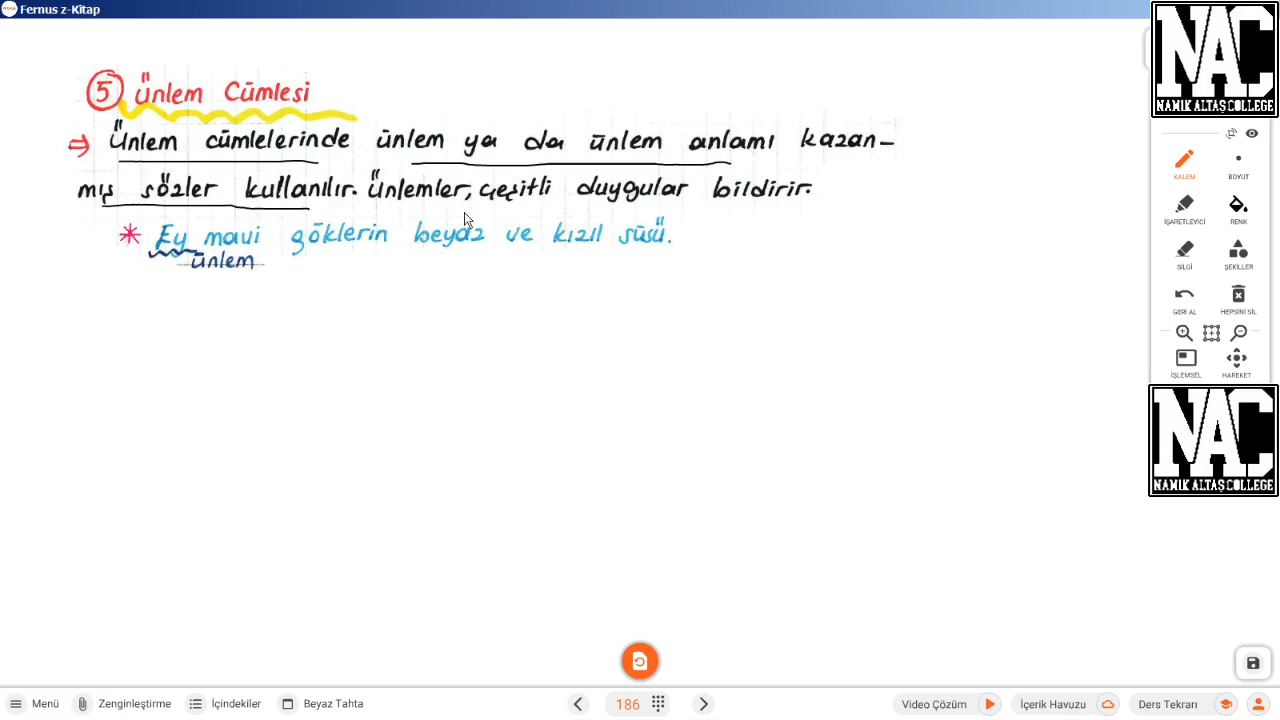 Fernus z-Kitap
NAC
NAMIK ALTAŞ COLLEGE
5 Ünlem Cümlesi
⇒ Ünlem cümlelerinde ünlem ya da ünlem anlamı kazan-
mış sözler kullanılır. Ünlemler, çeşitli duygular bildirir.
* Ey mavi göklerin beyaz ve kızıl süsü.
ünlem
KALEM BOYUT
İŞARETLEYİCİ RENK
SİLGİ ŞEKİLLER
GERİ AL HEPSİNİ SİL
İŞLEMSEL HAREKET
NAC
NAMIK ALTAŞ COLLEGE
Menü Zenginleştirme İçindekiler Beyaz Tahta 186 Video Çözüm İçerik Havuzu Ders Tekrarı